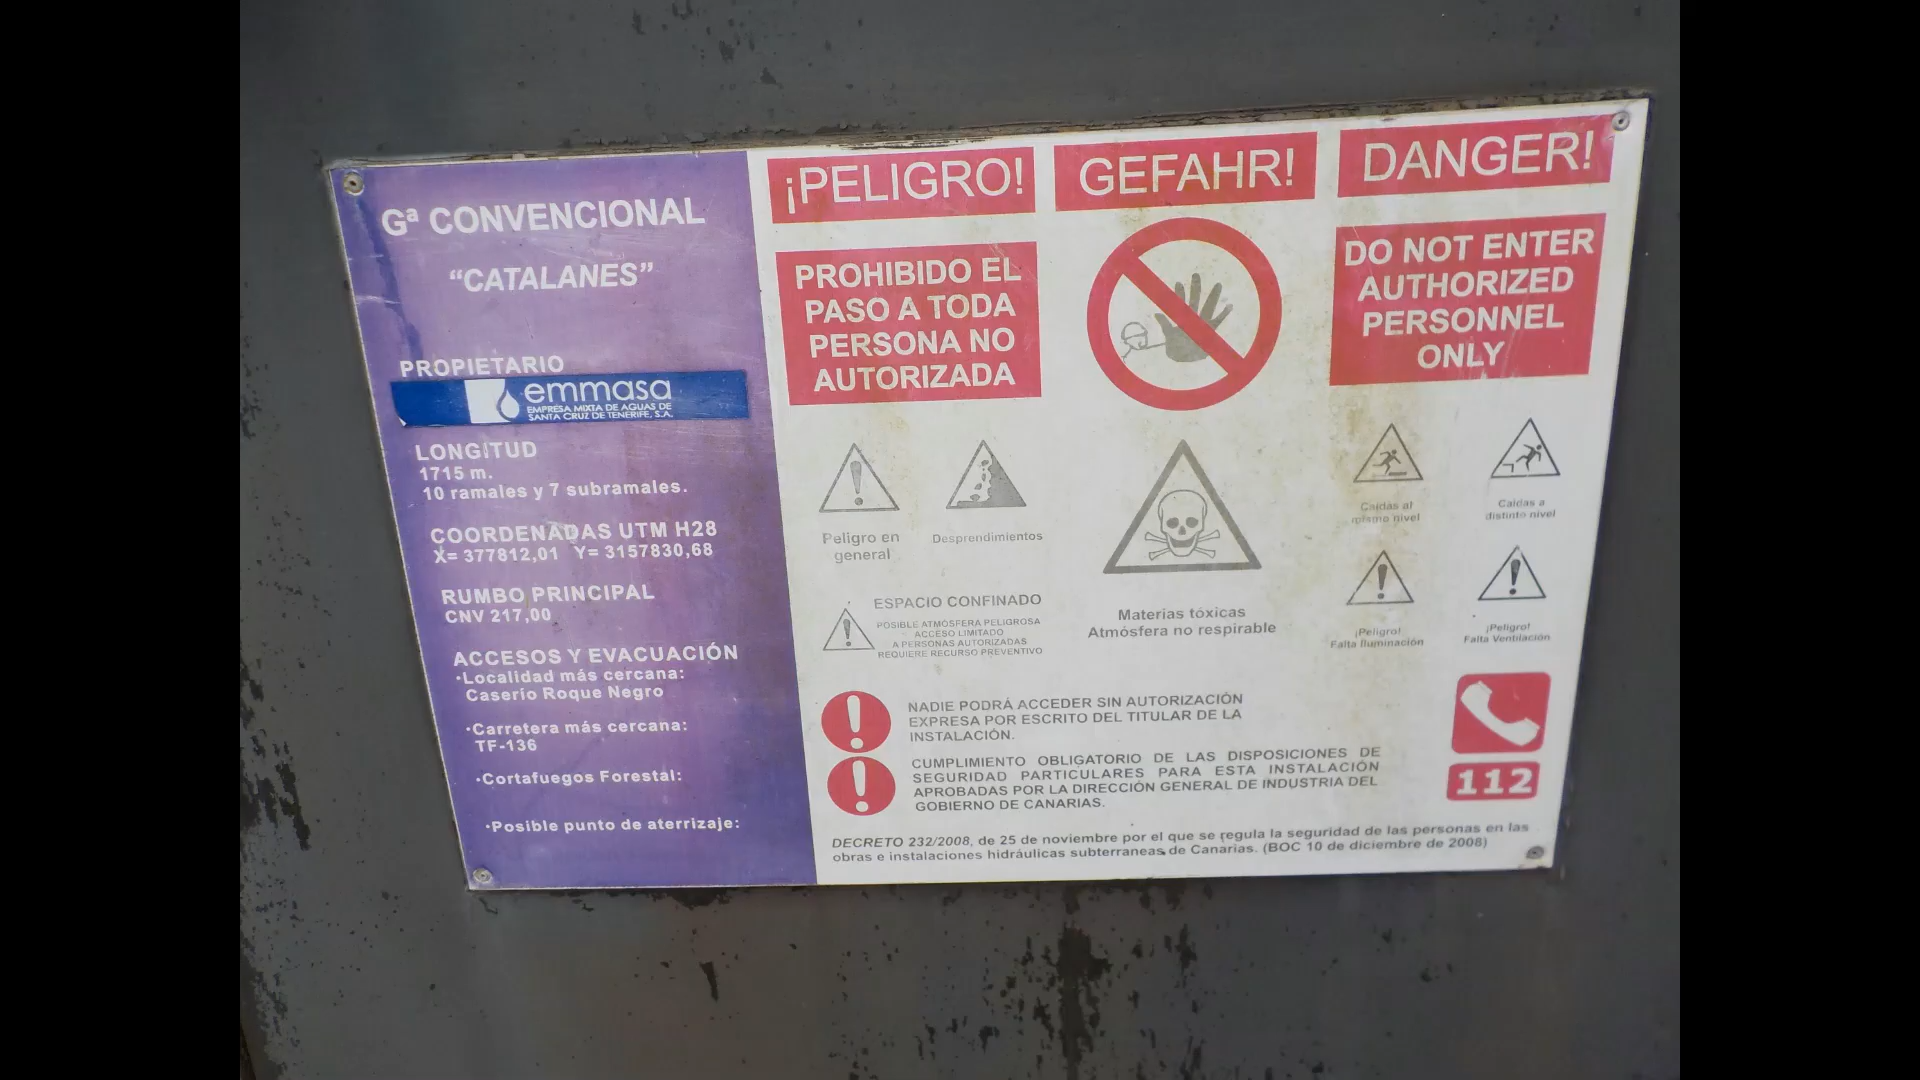 Gª CONVENCIONAL
“CATALANES”
PROPIETARIO
emmasa
EMPRESA MIXTA DE AGUAS DE
SANTA CRUZ DE TENERIFE, S.A.
LONGITUD
1715 m.
10 ramales y 7 subramales.
COORDENADAS UTM H28
X= 377812,01 Y= 3157830,68
RUMBO PRINCIPAL
CNV 217,00
ACCESOS Y EVACUACIÓN
·Localidad más cercana:
Caserío Roque Negro
·Carretera más cercana:
TF-136
·Cortafuegos Forestal:
·Posible punto de aterrizaje:
¡PELIGRO!
GEFAHR!
DANGER!
PROHIBIDO EL
PASO A TODA
PERSONA NO
AUTORIZADA
DO NOT ENTER
AUTHORIZED
PERSONNEL
ONLY
Peligro en
general
Desprendimientos
ESPACIO CONFINADO
POSIBLE ATMÓSFERA PELIGROSA
ACCESO LIMITADO
A PERSONAS AUTORIZADAS
REQUIERE RECURSO PREVENTIVO
Materias tóxicas
Atmósfera no respirable
Caídas al
mismo nivel
Caídas a
distinto nivel
¡Peligro!
Falta Iluminación
¡Peligro!
Falta Ventilación
NADIE PODRÁ ACCEDER SIN AUTORIZACIÓN
EXPRESA POR ESCRITO DEL TITULAR DE LA
INSTALACIÓN.
CUMPLIMIENTO OBLIGATORIO DE LAS DISPOSICIONES DE
SEGURIDAD PARTICULARES PARA ESTA INSTALACIÓN
APROBADAS POR LA DIRECCIÓN GENERAL DE INDUSTRIA DEL
GOBIERNO DE CANARIAS.
112
DECRETO 232/2008, de 25 de noviembre por el que se regula la seguridad de las personas en las
obras e instalaciones hidráulicas subterraneas de Canarias. (BOC 10 de diciembre de 2008)